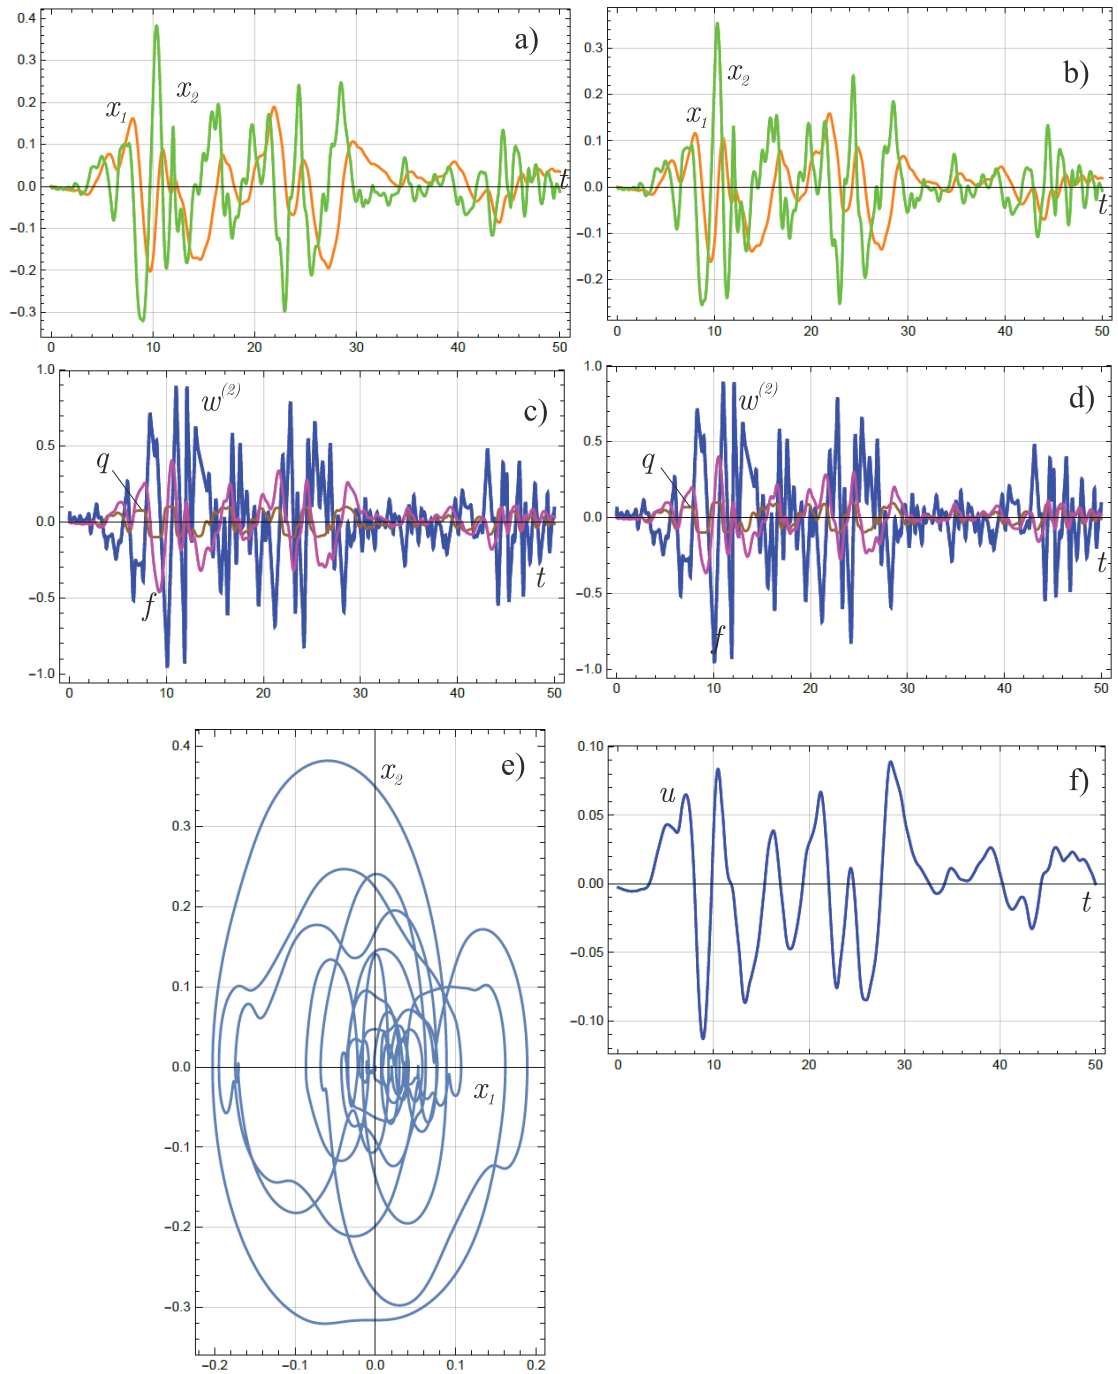 a)
x₁
x₂
t
0.4
0.3
0.2
0.1
0.0
−0.1
−0.2
−0.3
0 10 20 30 40 50
b)
x₁
x₂
t
0.3
0.2
0.1
0.0
−0.1
−0.2
0 10 20 30 40 50
c)
w⁽²⁾
q
f
t
1.0
0.5
0.0
−0.5
−1.0
0 10 20 30 40 50
d)
w⁽²⁾
q
f
t
1.0
0.5
0.0
−0.5
−1.0
0 10 20 30 40 50
e)
x₂
x₁
0.4
0.3
0.2
0.1
0.0
−0.1
−0.2
−0.3
−0.2 −0.1 0.0 0.1 0.2
f)
u
t
0.10
0.05
0.00
−0.05
−0.10
0 10 20 30 40 50